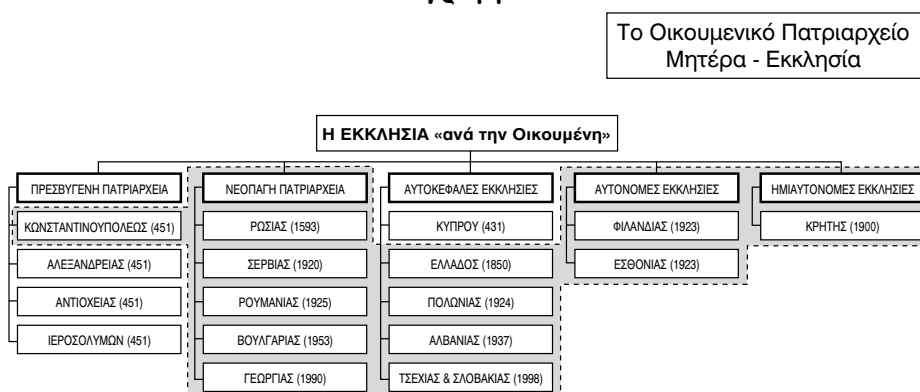 Το Οικουμενικό Πατριαρχείο
Μητέρα - Εκκλησία
Η ΕΚΚΛΗΣΙΑ «ανά την Οικουμένη»
ΠΡΕΣΒΥΓΕΝΗ ΠΑΤΡΙΑΡΧΕΙΑ
ΚΩΝΣΤΑΝΤΙΝΟΥΠΟΛΕΩΣ (451)
ΑΛΕΞΑΝΔΡΕΙΑΣ (451)
ΑΝΤΙΟΧΕΙΑΣ (451)
ΙΕΡΟΣΟΛΥΜΩΝ (451)
ΝΕΟΠΑΓΗ ΠΑΤΡΙΑΡΧΕΙΑ
ΡΩΣΙΑΣ (1593)
ΣΕΡΒΙΑΣ (1920)
ΡΟΥΜΑΝΙΑΣ (1925)
ΒΟΥΛΓΑΡΙΑΣ (1953)
ΓΕΩΡΓΙΑΣ (1990)
ΑΥΤΟΚΕΦΑΛΕΣ ΕΚΚΛΗΣΙΕΣ
ΚΥΠΡΟΥ (431)
ΕΛΛΑΔΟΣ (1850)
ΠΟΛΩΝΙΑΣ (1924)
ΑΛΒΑΝΙΑΣ (1937)
ΤΣΕΧΙΑΣ & ΣΛΟΒΑΚΙΑΣ (1998)
ΑΥΤΟΝΟΜΕΣ ΕΚΚΛΗΣΙΕΣ
ΦΙΛΑΝΔΙΑΣ (1923)
ΕΣΘΟΝΙΑΣ (1923)
ΗΜΙΑΥΤΟΝΟΜΕΣ ΕΚΚΛΗΣΙΕΣ
ΚΡΗΤΗΣ (1900)